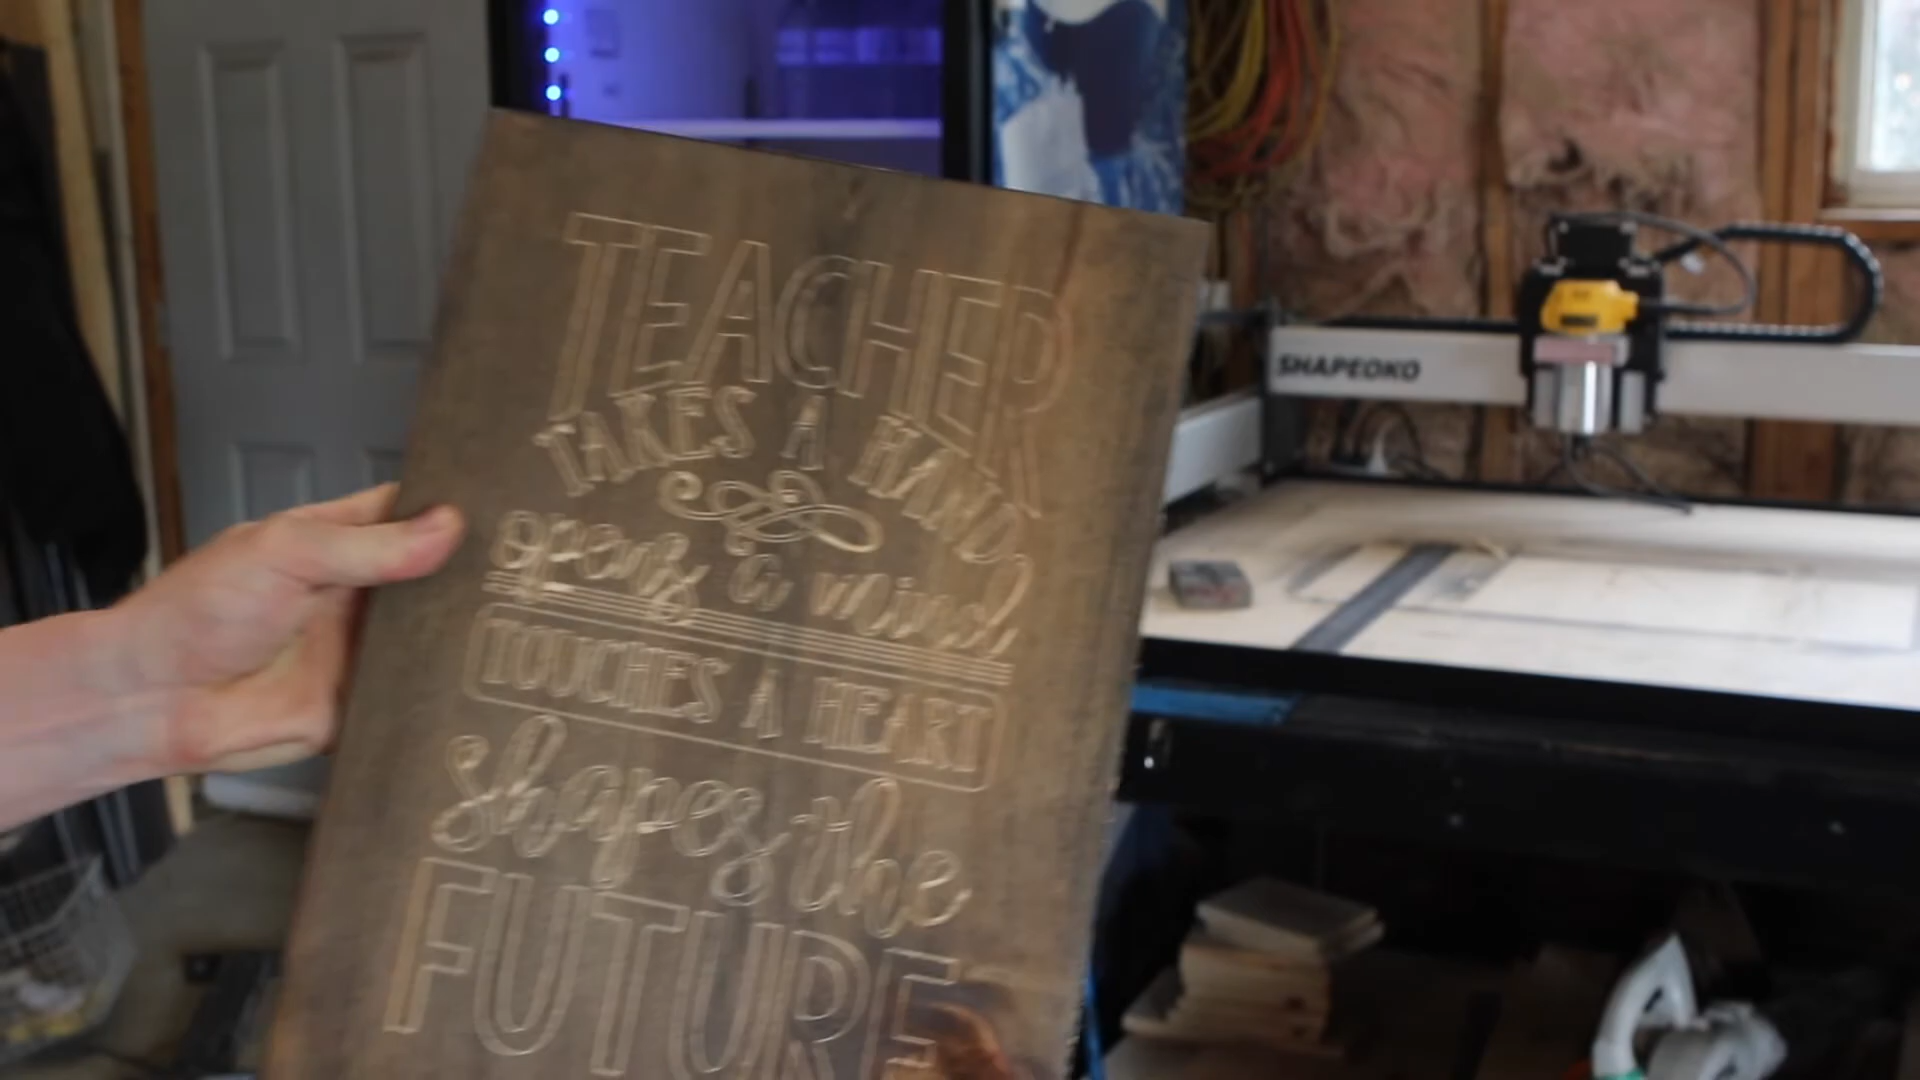 TEACHER
TAKES A HAND
opens a mind
TOUCHES A HEART
shapes the
FUTURE
SHAPEOKO